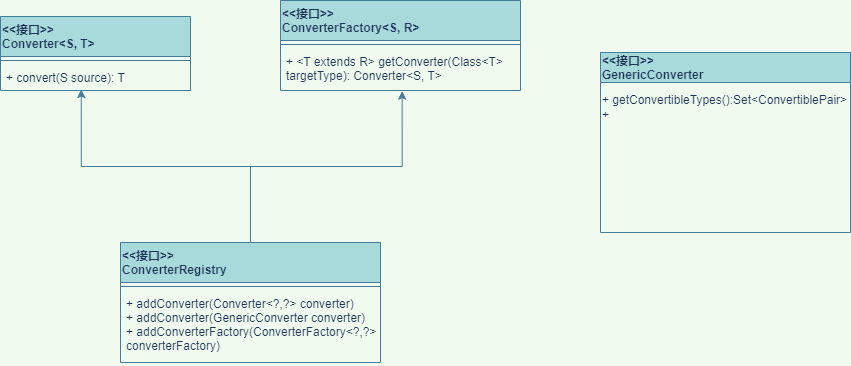 <<接口>>
Converter<S, T>
+ convert(S source): T
<<接口>>
ConverterFactory<S, R>
+ <T extends R> getConverter(Class<T>
targetType): Converter<S, T>
<<接口>>
GenericConverter
+ getConvertibleTypes():Set<ConvertiblePair>
+
<<接口>>
ConverterRegistry
+ addConverter(Converter<?,?> converter)
+ addConverter(GenericConverter converter)
+ addConverterFactory(ConverterFactory<?,?>
converterFactory)